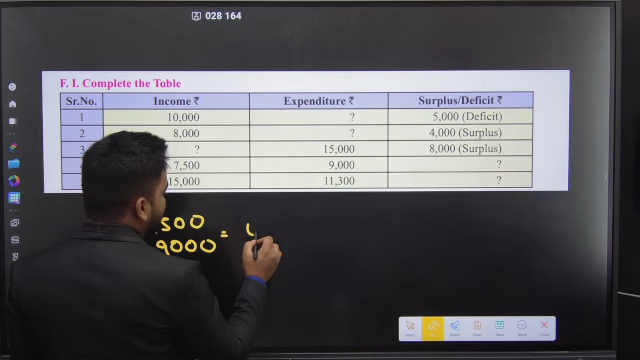 028 164
F. I. Complete the Table
Sr.No. Income ₹ Expenditure ₹ Surplus/Deficit ₹
1 10,000 ? 5,000 (Deficit)
2 8,000 ? 4,000 (Surplus)
3 ? 15,000 8,000 (Surplus)
7,500 9,000 ?
15,000 11,300 ?
500
9000 =